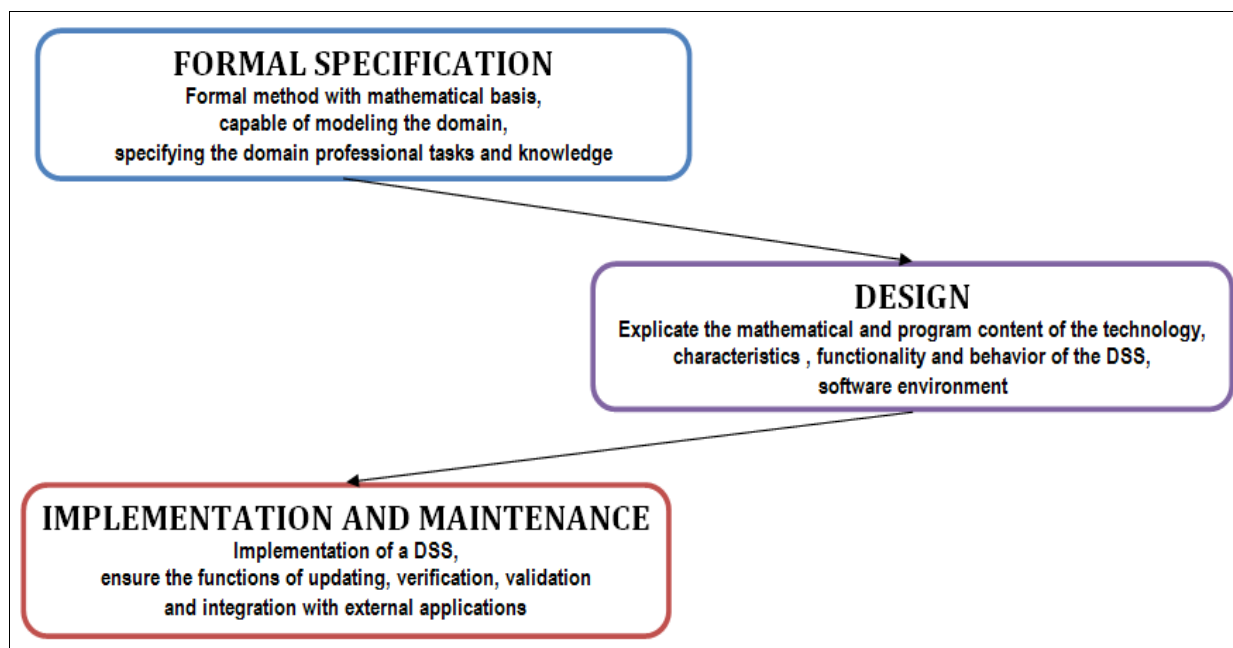 FORMAL SPECIFICATION
Formal method with mathematical basis,
capable of modeling the domain,
specifying the domain professional tasks and knowledge
DESIGN
Explicate the mathematical and program content of the technology,
characteristics , functionality and behavior of the DSS,
software environment
IMPLEMENTATION AND MAINTENANCE
Implementation of a DSS,
ensure the functions of updating, verification, validation
and integration with external applications